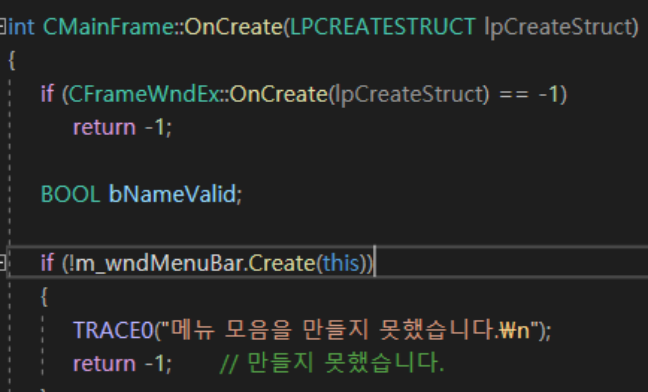 int CMainFrame::OnCreate(LPCREATESTRUCT lpCreateStruct)
{
if (CFrameWndEx::OnCreate(lpCreateStruct) == -1)
return -1;
BOOL bNameValid;
if (!m_wndMenuBar.Create(this))
{
TRACE0("메뉴 모음을 만들지 못했습니다.₩n");
return -1; // 만들지 못했습니다.